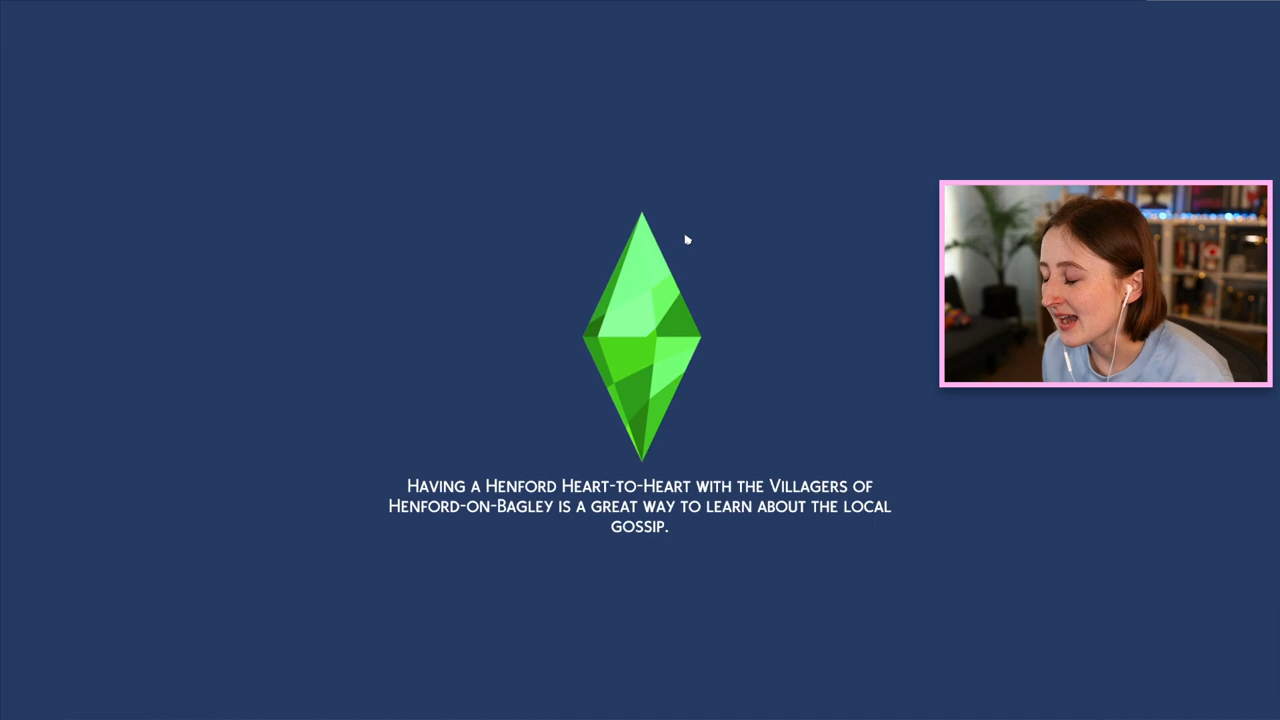 Having a Henford Heart-to-Heart with the Villagers of
Henford-on-Bagley is a great way to learn about the local
gossip.